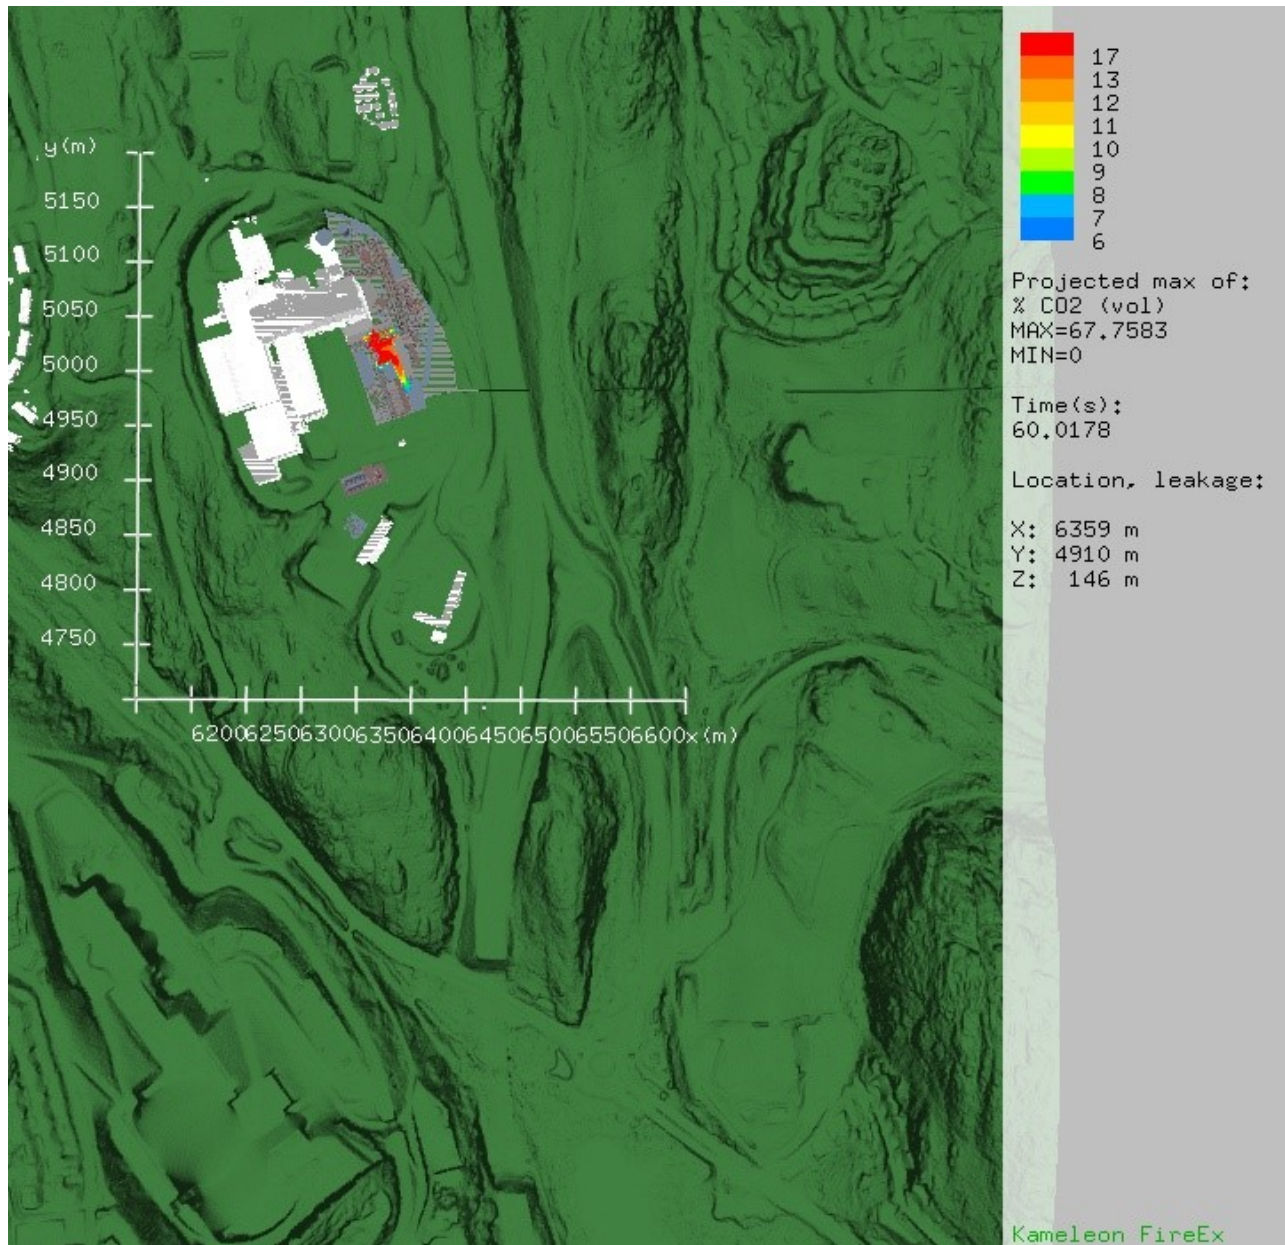 17
13
12
11
10
9
8
7
6
y(m)
5150
5100
5050
5000
4950
4900
4850
4800
4750
620062506300635064006450650065506600x(m)
Projected max of:
% CO2 (vol)
MAX=67.7583
MIN=0
Time(s):
60.0178
Location, leakage:
X: 6359 m
Y: 4910 m
Z: 146 m
Kameleon FireEx